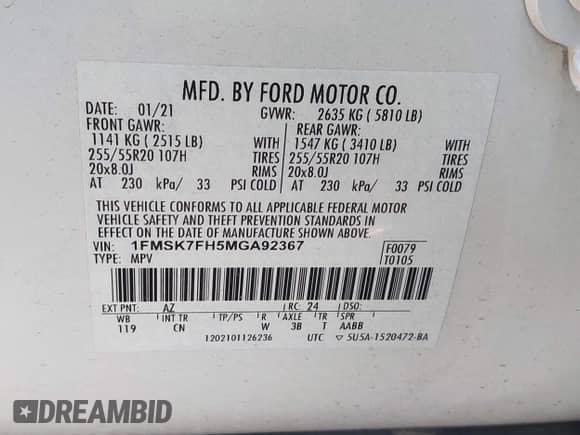 MFD. BY FORD MOTOR CO.
DATE: 01/21 GVWR: 2635 KG ( 5810 LB)
FRONT GAWR: REAR GAWR:
1141 KG ( 2515 LB) WITH 1547 KG ( 3410 LB) WITH
255/55R20 107H TIRES 255/55R20 107H TIRES
20x8.0J RIMS 20x8.0J RIMS
AT 230 kPa/ 33 PSI COLD AT 230 kPa/ 33 PSI COLD
THIS VEHICLE CONFORMS TO ALL APPLICABLE FEDERAL MOTOR
VEHICLE SAFETY AND THEFT PREVENTION STANDARDS IN
EFFECT ON THE DATE OF MANUFACTURE SHOWN ABOVE.
VIN: 1FMSK7FH5MGA92367 F0079
TYPE: MPV T0105
EXT PNT: AZ RC: 24 DSO:
WB INT TR TP/PS R AXLE TR SPR
119 CN W 3B T AABB
1202101126236 UTC ▽ 5U5A-1520472-BA
DREAMBID